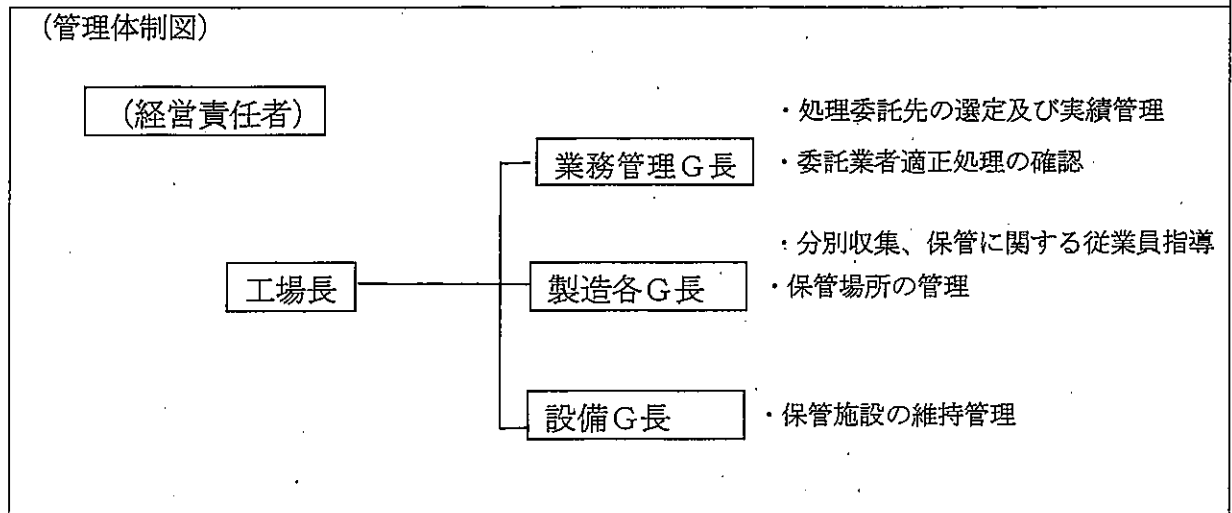 (管理体制図)
(経営責任者)
・処理委託先の選定及び実績管理
業務管理G長
・委託業者適正処理の確認
・分別収集、保管に関する従業員指導
工場長
製造各G長
・保管場所の管理
設備G長
・保管施設の維持管理